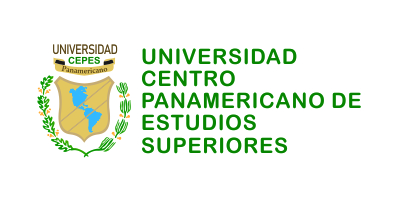 UNIVERSIDAD
CEPES
Panamericano
UNIVERSIDAD
CENTRO
PANAMERICANO DE
ESTUDIOS
SUPERIORES